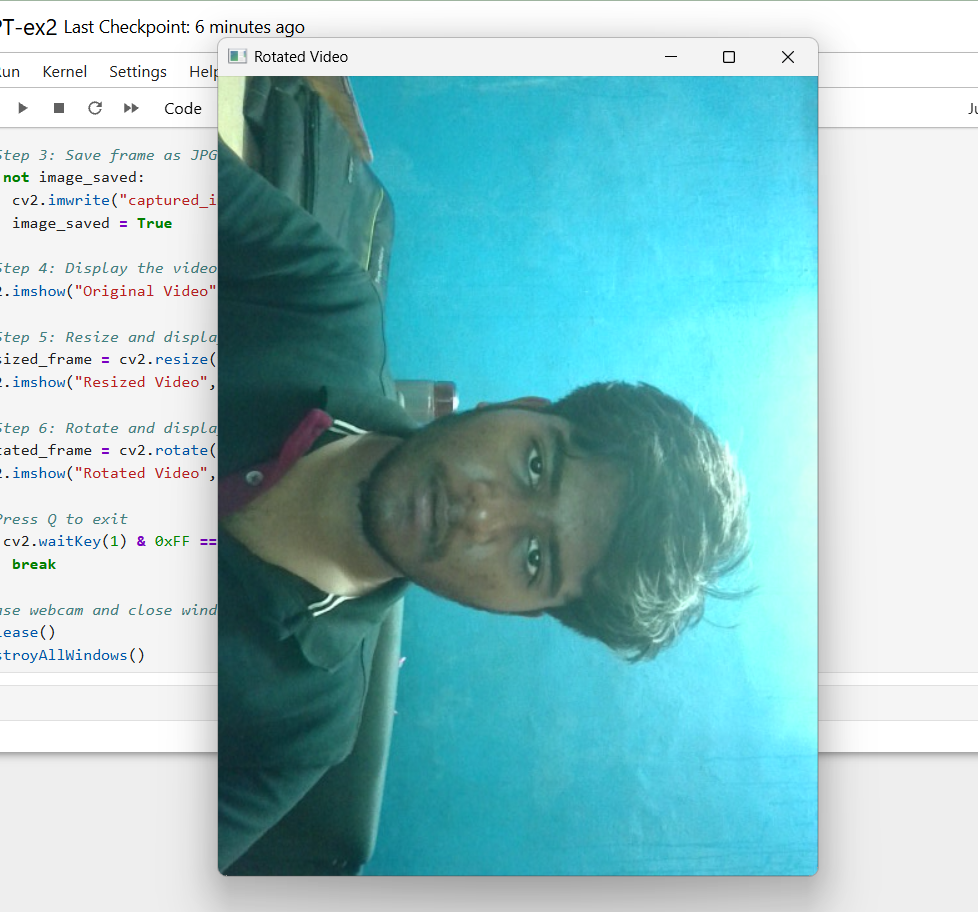 PT-ex2 Last Checkpoint: 6 minutes ago
Run Kernel Settings Help
Code Ju
Rotated Video
Step 3: Save frame as JPG
not image_saved:
cv2.imwrite("captured_i
image_saved = True
Step 4: Display the video
2.imshow("Original Video"
Step 5: Resize and displa
sized_frame = cv2.resize(
2.imshow("Resized Video",
Step 6: Rotate and displa
tated_frame = cv2.rotate(
2.imshow("Rotated Video",
Press Q to exit
cv2.waitKey(1) & 0xFF ==
break
ase webcam and close wind
lease()
stroyAllWindows()